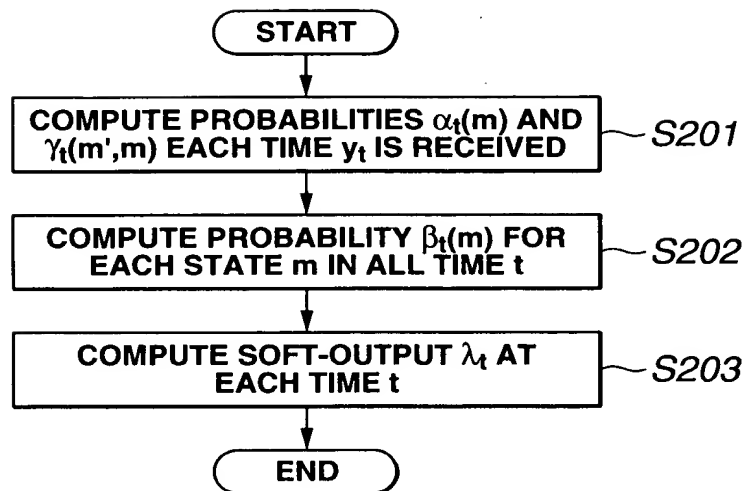 START
COMPUTE PROBABILITIES αt(m) AND
γt(m',m) EACH TIME yt IS RECEIVED
S201
COMPUTE PROBABILITY βt(m) FOR
EACH STATE m IN ALL TIME t
S202
COMPUTE SOFT-OUTPUT λt AT
EACH TIME t
S203
END